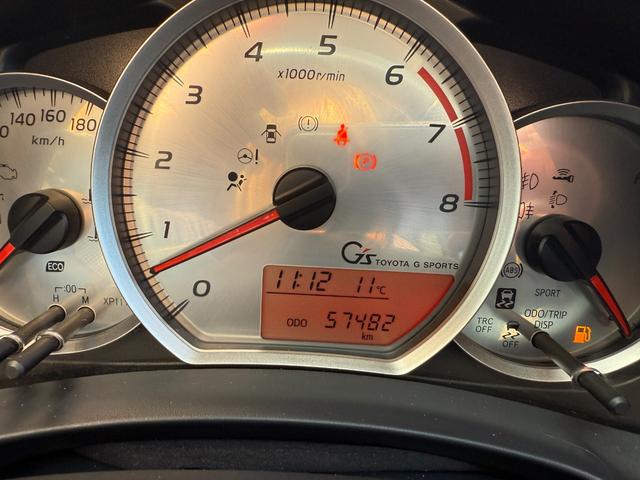 140 160 180
km/h
ECO
:00
H M
0 1 2 3 4 5 6 7 8
x1000r/min
G's TOYOTA G SPORTS
11:12 11°C
ODO 57482
km
(ABS)
SPORT
TRC OFF
OFF
ODO/TRIP
DISP